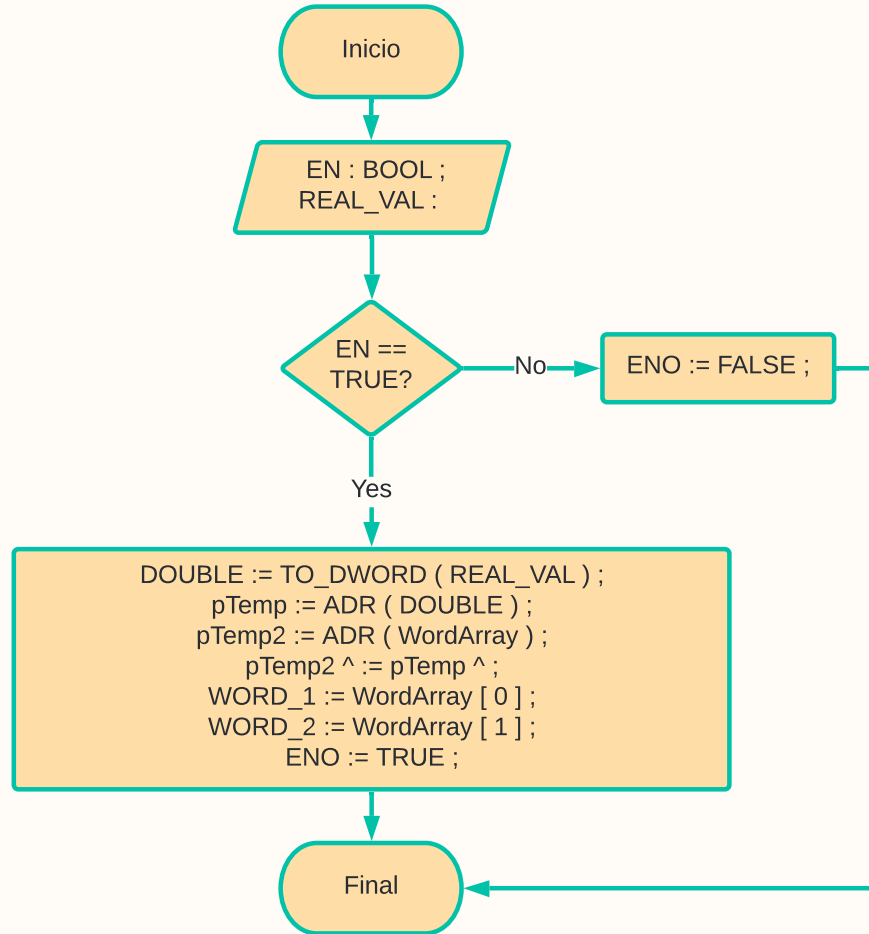 Inicio
EN : BOOL ;
REAL_VAL :
EN ==
TRUE?
No
ENO := FALSE ;
Yes
DOUBLE := TO_DWORD ( REAL_VAL ) ;
pTemp := ADR ( DOUBLE ) ;
pTemp2 := ADR ( WordArray ) ;
pTemp2 ^ := pTemp ^ ;
WORD_1 := WordArray [ 0 ] ;
WORD_2 := WordArray [ 1 ] ;
ENO := TRUE ;
Final